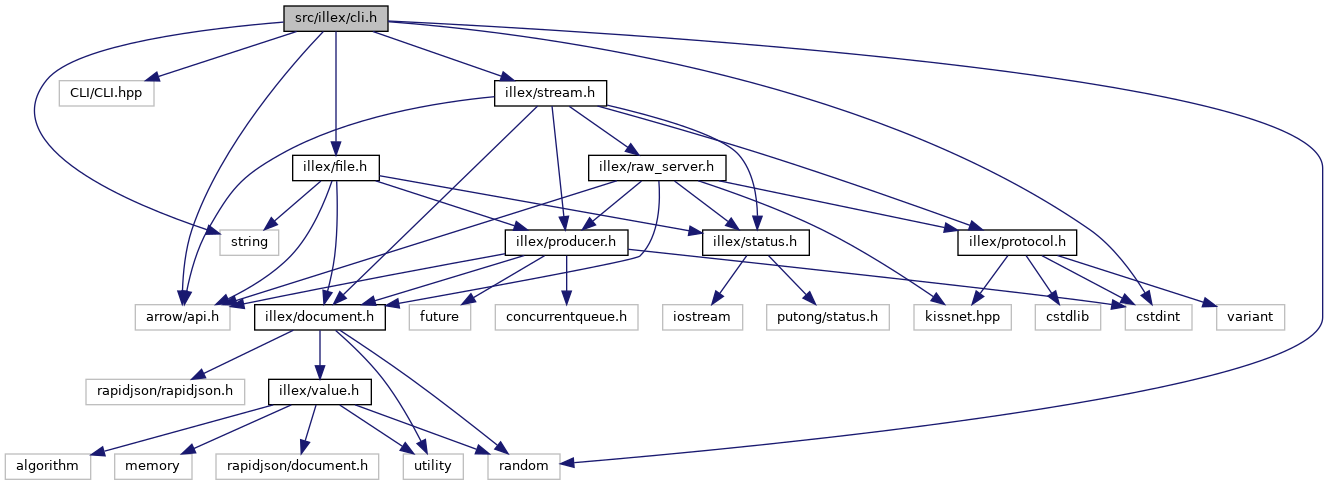 src/illex/cli.h
CLI/CLI.hpp
illex/stream.h
illex/file.h
illex/raw_server.h
string
illex/producer.h
illex/status.h
illex/protocol.h
arrow/api.h
illex/document.h
future
concurrentqueue.h
iostream
putong/status.h
kissnet.hpp
cstdlib
cstdint
variant
rapidjson/rapidjson.h
illex/value.h
algorithm
memory
rapidjson/document.h
utility
random